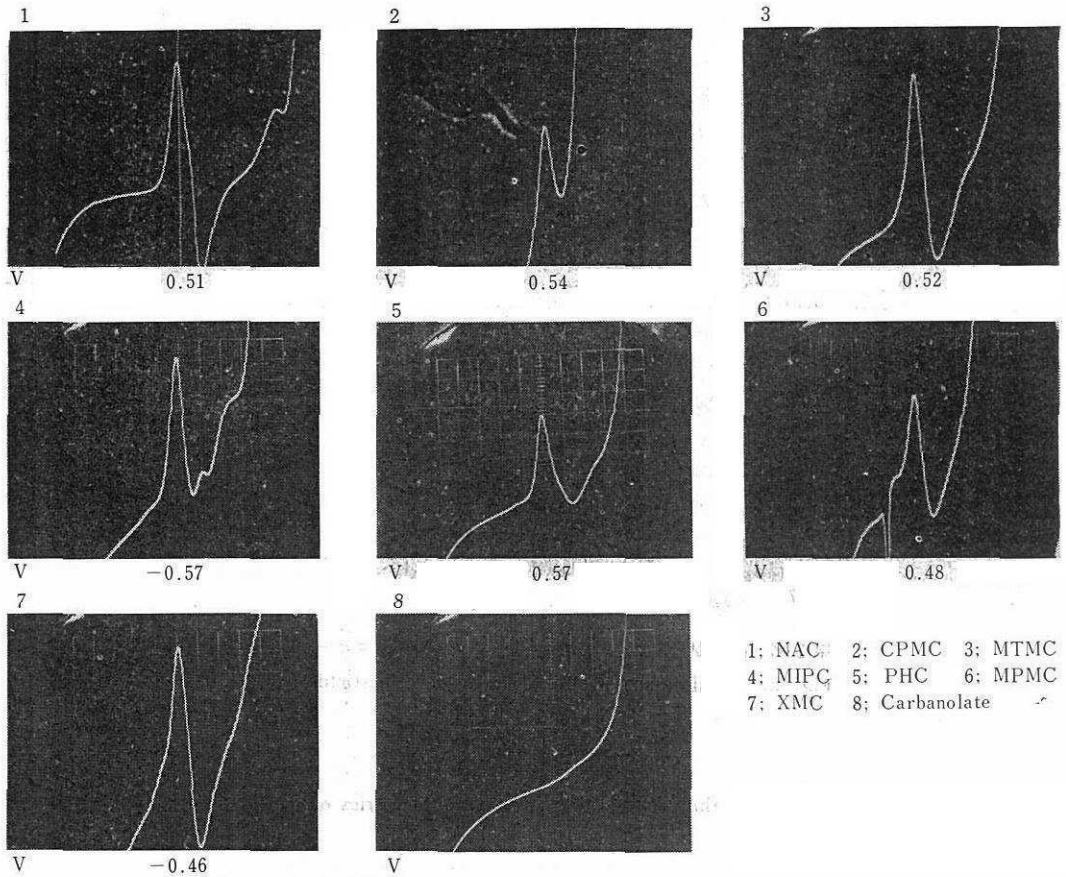 1 2 3
V 0.51 V 0.54 V 0.52
4 5 6
V −0.57 V 0.57 V 0.48
7 8
1; NAC 2; CPMC 3; MTMC
4; MIPC 5; PHC 6; MPMC
7; XMC 8; Carbanolate
V −0.46 V